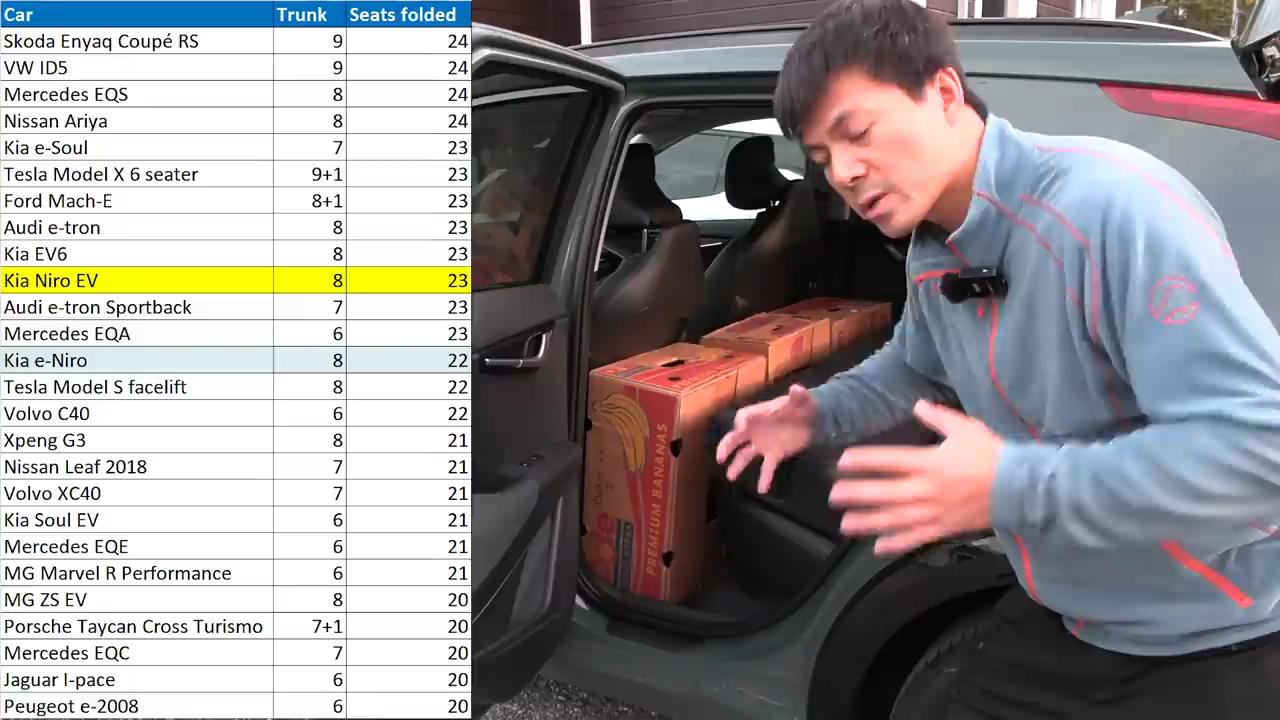 Car Trunk Seats folded
Skoda Enyaq Coupé RS 9 24
VW ID5 9 24
Mercedes EQS 8 24
Nissan Ariya 8 24
Kia e-Soul 7 23
Tesla Model X 6 seater 9+1 23
Ford Mach-E 8+1 23
Audi e-tron 8 23
Kia EV6 8 23
Kia Niro EV 8 23
Audi e-tron Sportback 7 23
Mercedes EQA 6 23
Kia e-Niro 8 22
Tesla Model S facelift 8 22
Volvo C40 6 22
Xpeng G3 8 21
Nissan Leaf 2018 7 21
Volvo XC40 7 21
Kia Soul EV 6 21
Mercedes EQE 6 21
MG Marvel R Performance 6 21
MG ZS EV 8 20
Porsche Taycan Cross Turismo 7+1 20
Mercedes EQC 7 20
Jaguar I-pace 6 20
Peugeot e-2008 6 20
PREMIUM BANANAS